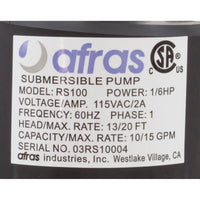 afras
SUBMERSIBLE PUMP
MODEL: RS100 POWER: 1/6HP
VOLTAGE/AMP. 115VAC/2A
FREQENCY: 60HZ PHASE: 1
HEAD/MAX. RATE: 13/20 FT
RATE/MAX. CAPACITY: 10/15 GPM
SERIAL NO. 03RS10004
afras industries, Inc. Westlake Village, CA